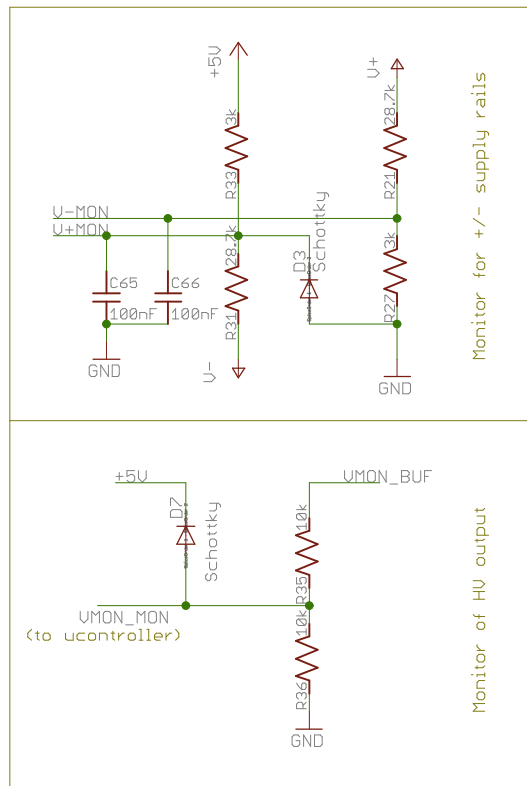 +5V
V+
3k
28.7k
R33
R21
Schottky
V-MON
V+MON
28.7k
D3
3k
C65
C66
100nF
100nF
R31
R27
GND
V-
GND
Monitor for +/- supply rails
+5V
VMON_BUF
D7
10k
Schottky
R35
VMON_MON
(to ucontroller)
10k
R36
GND
Monitor of HV output